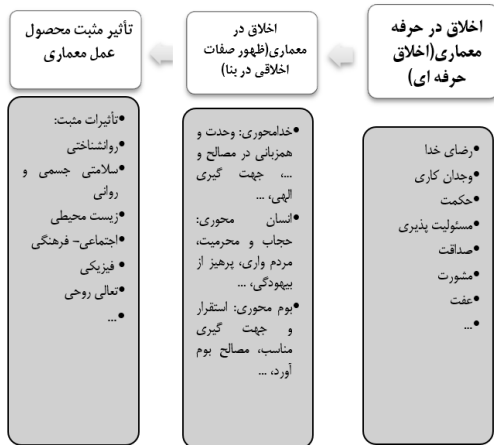 اخلاق در حرفه
معماری(اخلاق
حرفه ای)
•رضای خدا
•وجدان کاری
•حکمت
•مسئولیت پذیری
•صداقت
•مشورت
•عفت
•...
اخلاق در
معماری(ظهور صفات
اخلاقی در بنا)
•خدامحوری: وحدت و
همزبانی در مصالح و
...، جهت گیری
الهی، ...
•انسان محوری:
حجاب و محرمیت،
مردم واری، پرهیز از
بیهودگی، ...
•بوم محوری: استقرار
و جهت گیری
مناسب، مصالح بوم
آورد، ...
تأثیر مثبت محصول
عمل معماری
•تأثیرات مثبت:
•روانشناختی
•سلامتی جسمی و
روانی
•زیست محیطی
•اجتماعی- فرهنگی
•فیزیکی
•تعالی روحی
•...